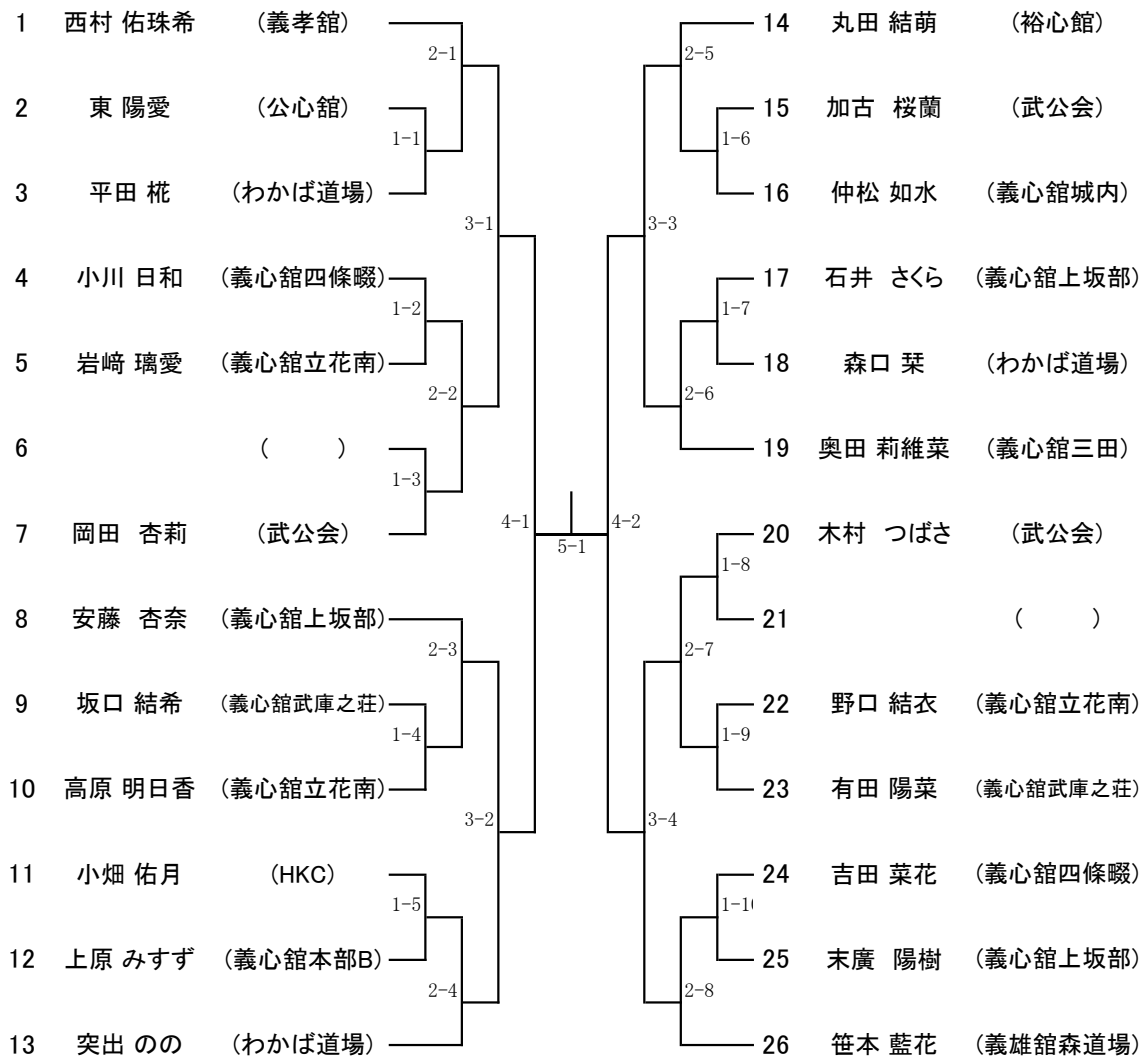 1 西村 佑珠希 (義孝舘)
2-1
2 東 陽愛 (公心舘)
1-1
3 平田 椛 (わかば道場)
3-1
4 小川 日和 (義心舘四條畷)
1-2
5 岩﨑 璃愛 (義心舘立花南)
2-2
6 ( )
1-3
7 岡田 杏莉 (武公会)
4-1
5-1
8 安藤 杏奈 (義心舘上坂部)
2-3
9 坂口 結希 (義心舘武庫之荘)
1-4
10 高原 明日香 (義心舘立花南)
3-2
11 小畑 佑月 (HKC)
1-5
12 上原 みすず (義心舘本部B)
2-4
13 突出 のの (わかば道場)
14 丸田 結萌 (裕心館)
2-5
15 加古 桜蘭 (武公会)
1-6
16 仲松 如水 (義心舘城内)
3-3
17 石井 さくら (義心舘上坂部)
1-7
18 森口 栞 (わかば道場)
2-6
19 奥田 莉維菜 (義心舘三田)
4-2
20 木村 つばさ (武公会)
1-8
21 ( )
2-7
22 野口 結衣 (義心舘立花南)
1-9
23 有田 陽菜 (義心舘武庫之荘)
3-4
24 吉田 菜花 (義心舘四條畷)
1-10
25 末廣 陽樹 (義心舘上坂部)
2-8
26 笹本 藍花 (義雄舘森道場)